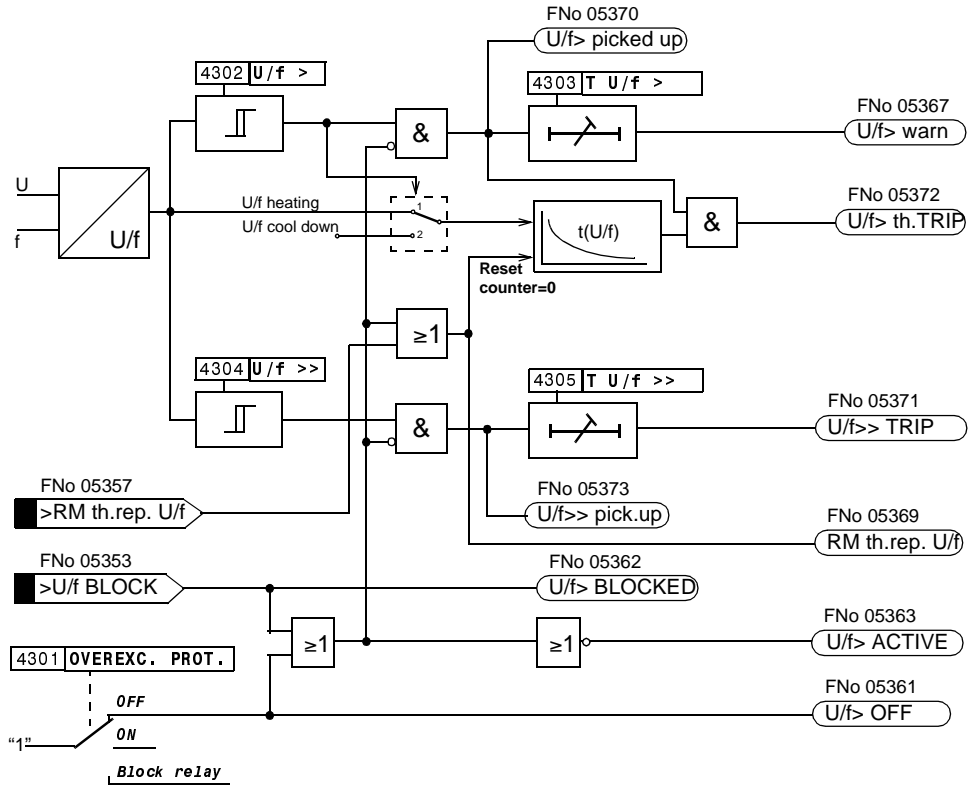 FNo 05370
U/f> picked up
4302 U/f >
4303 T U/f >
FNo 05367
U/f> warn
&
U
f
U/f
U/f heating
U/f cool down
1
2
t(U/f)
&
FNo 05372
U/f> th.TRIP
Reset
counter=0
≥1
4304 U/f >>
4305 T U/f >>
&
FNo 05371
U/f>> TRIP
FNo 05357
>RM th.rep. U/f
FNo 05373
U/f>> pick.up
FNo 05369
RM th.rep. U/f
FNo 05353
>U/f BLOCK
FNo 05362
U/f> BLOCKED
≥1
≥1
FNo 05363
U/f> ACTIVE
4301 OVEREXC. PROT.
FNo 05361
U/f> OFF
OFF
“1”
ON
Block relay